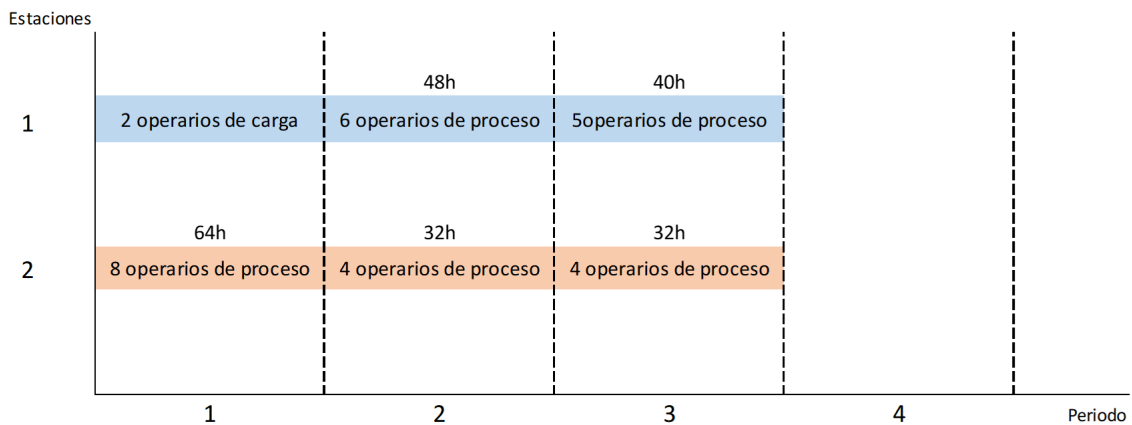 Estaciones
48h
40h
1
2 operarios de carga
6 operarios de proceso
5operarios de proceso
64h
32h
32h
2
8 operarios de proceso
4 operarios de proceso
4 operarios de proceso
1
2
3
4
Periodo